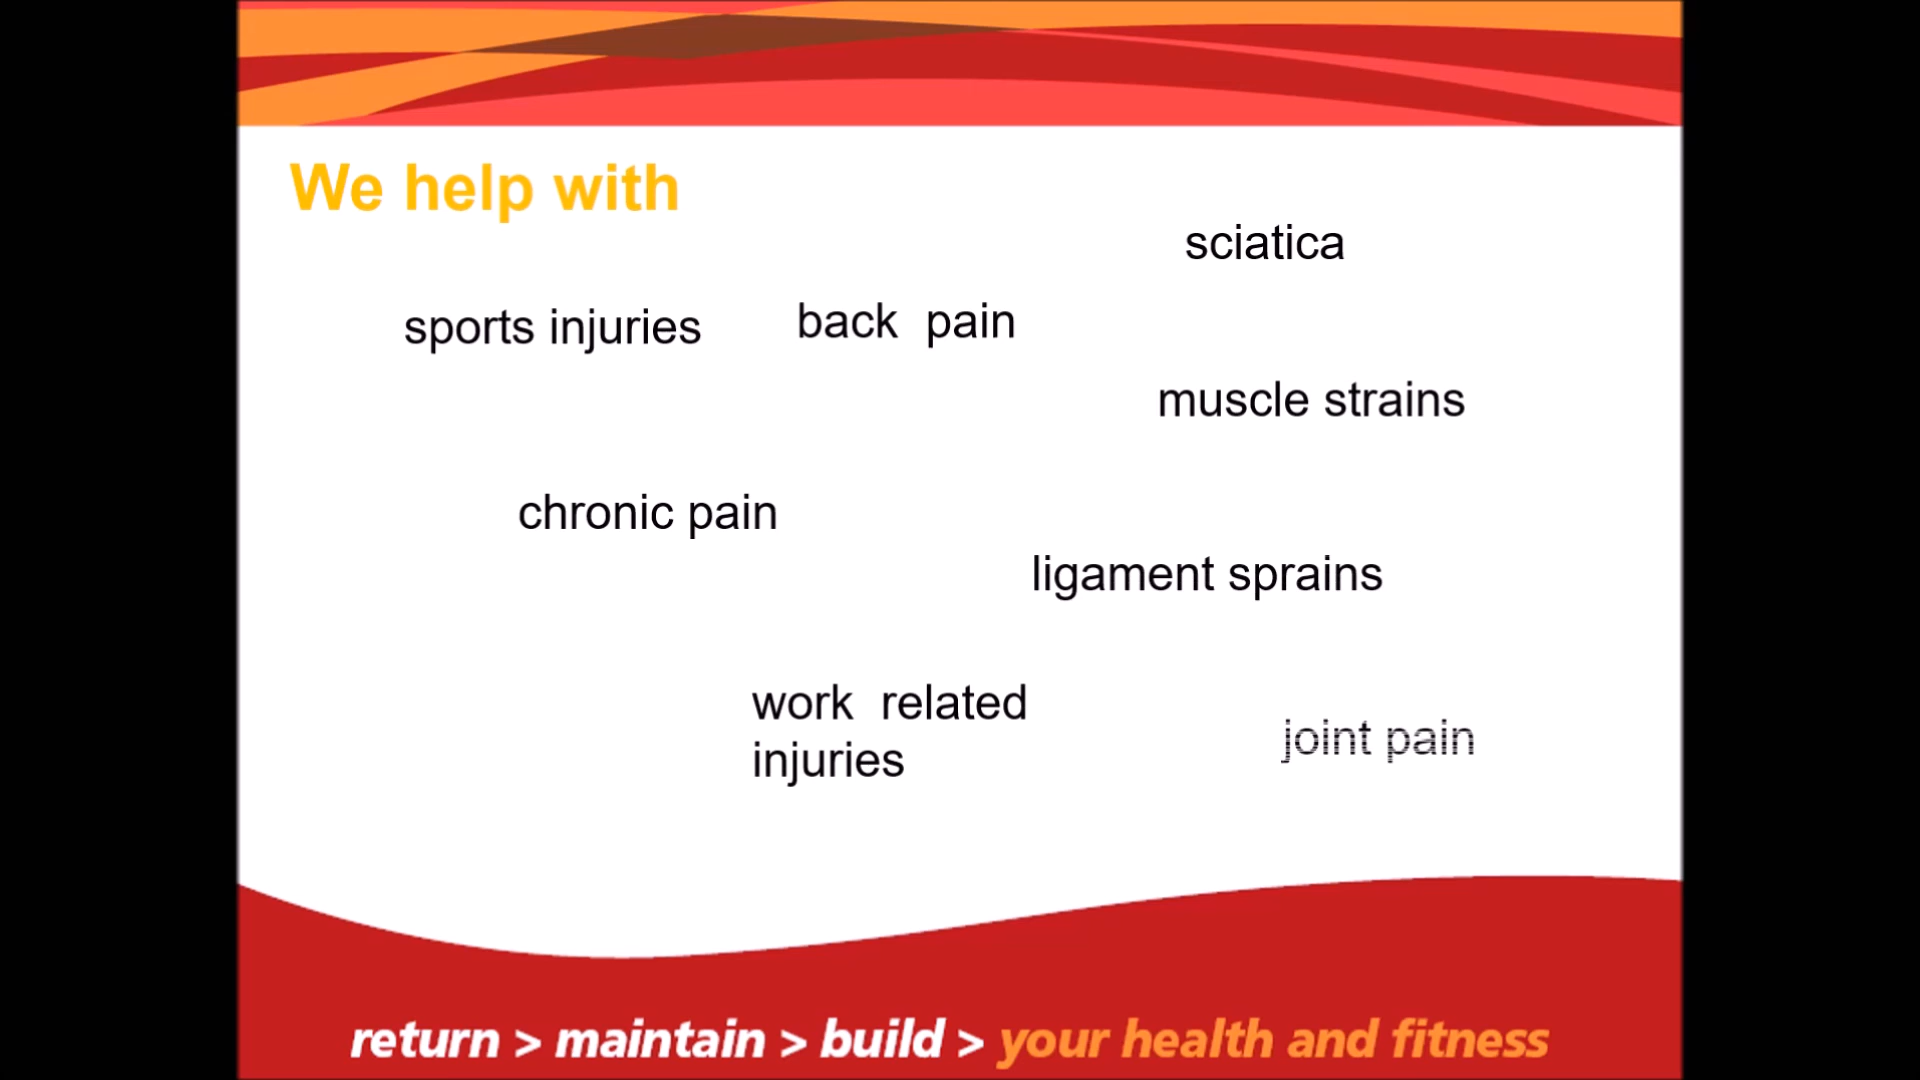 We help with
sciatica
sports injuries
back pain
muscle strains
chronic pain
ligament sprains
work related
injuries
joint pain
return > maintain > build > your health and fitness